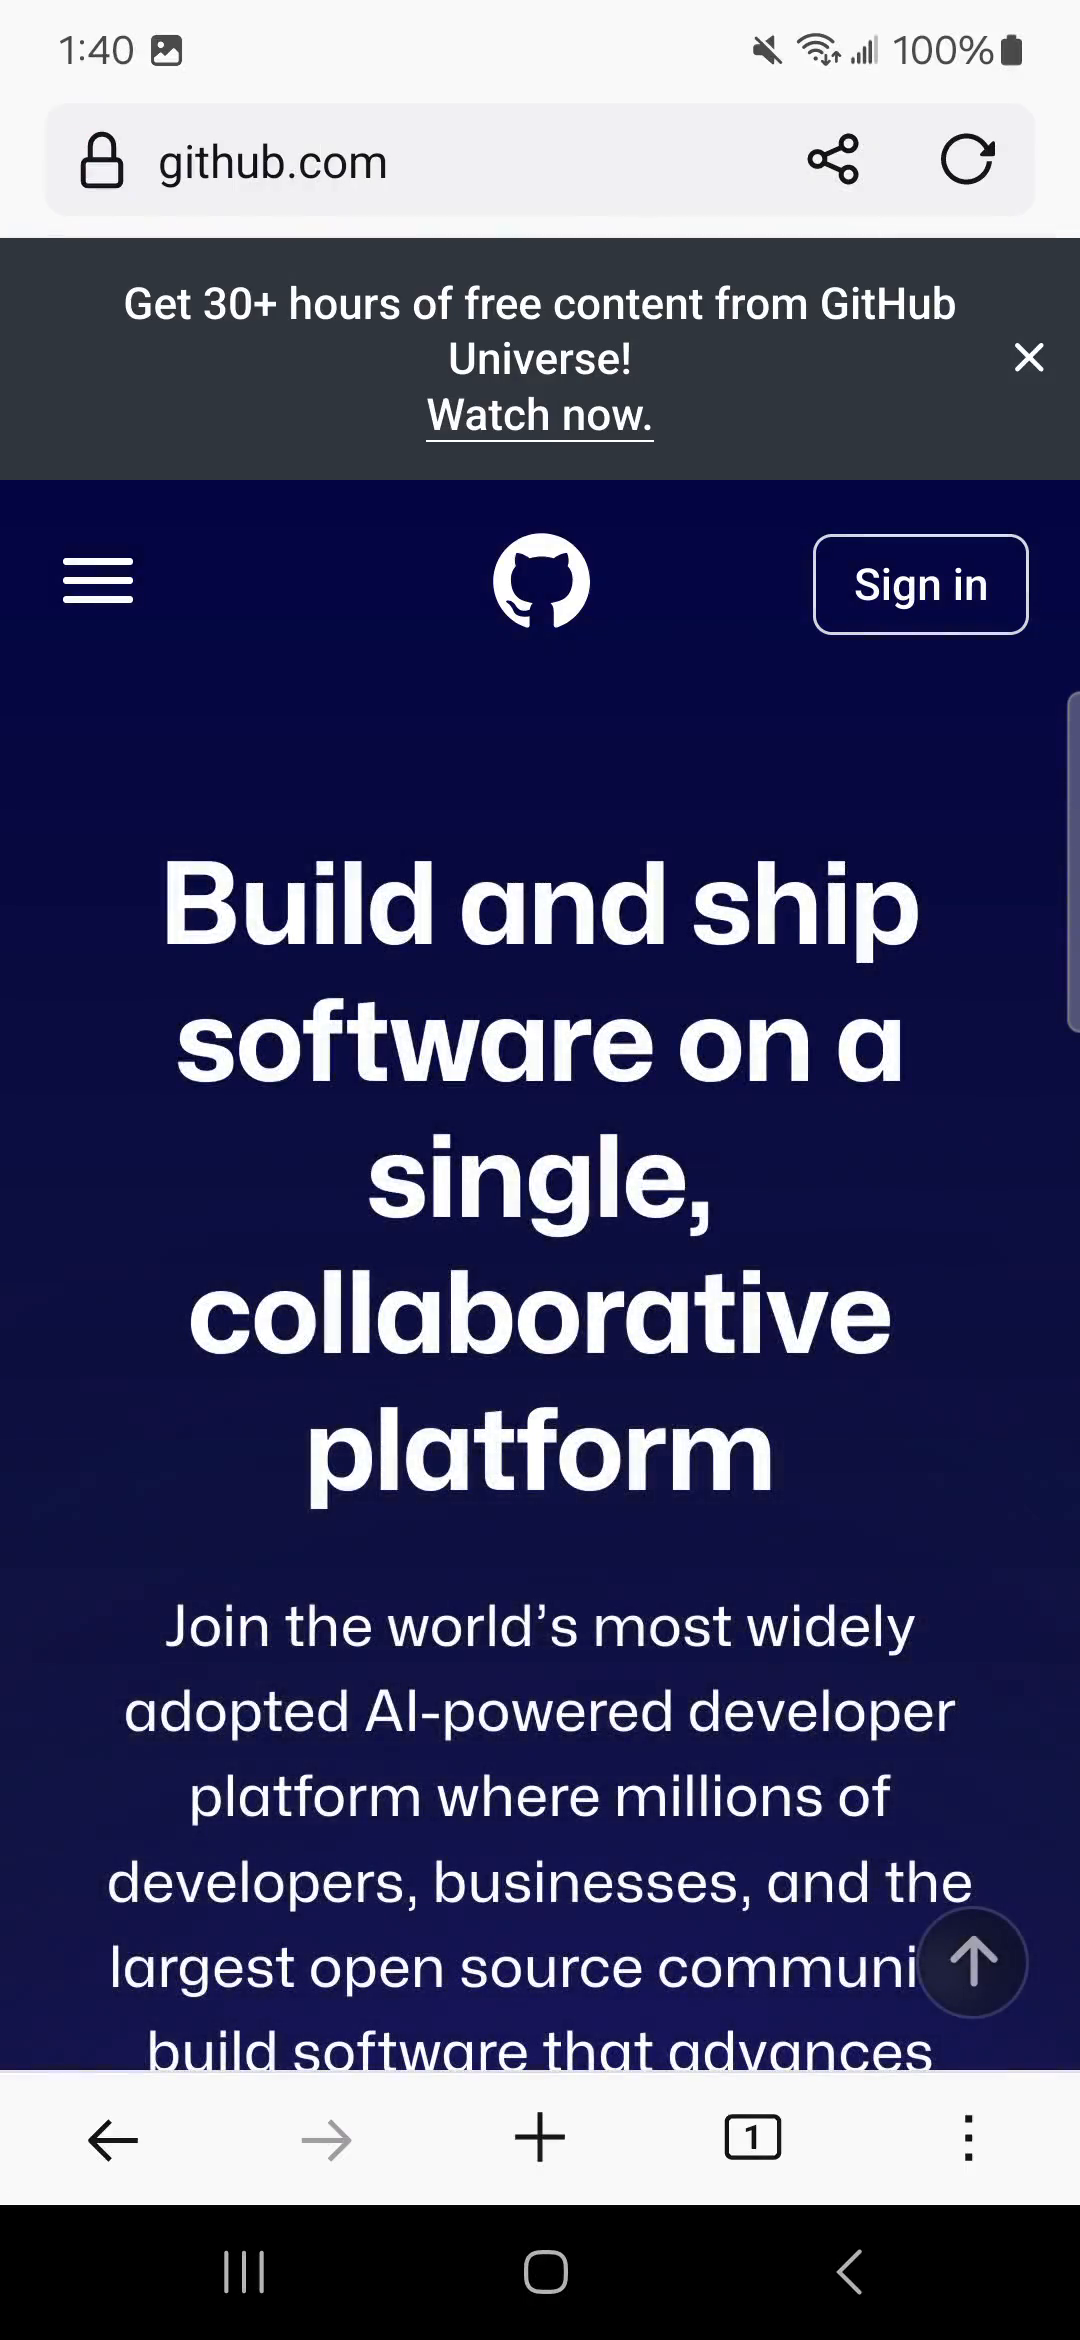 1:40 100%
github.com
Get 30+ hours of free content from GitHub
Universe!
Watch now.
Sign in
Build and ship
software on a
single,
collaborative
platform
Join the world’s most widely
adopted AI-powered developer
platform where millions of
developers, businesses, and the
largest open source communi
build software that advances
1